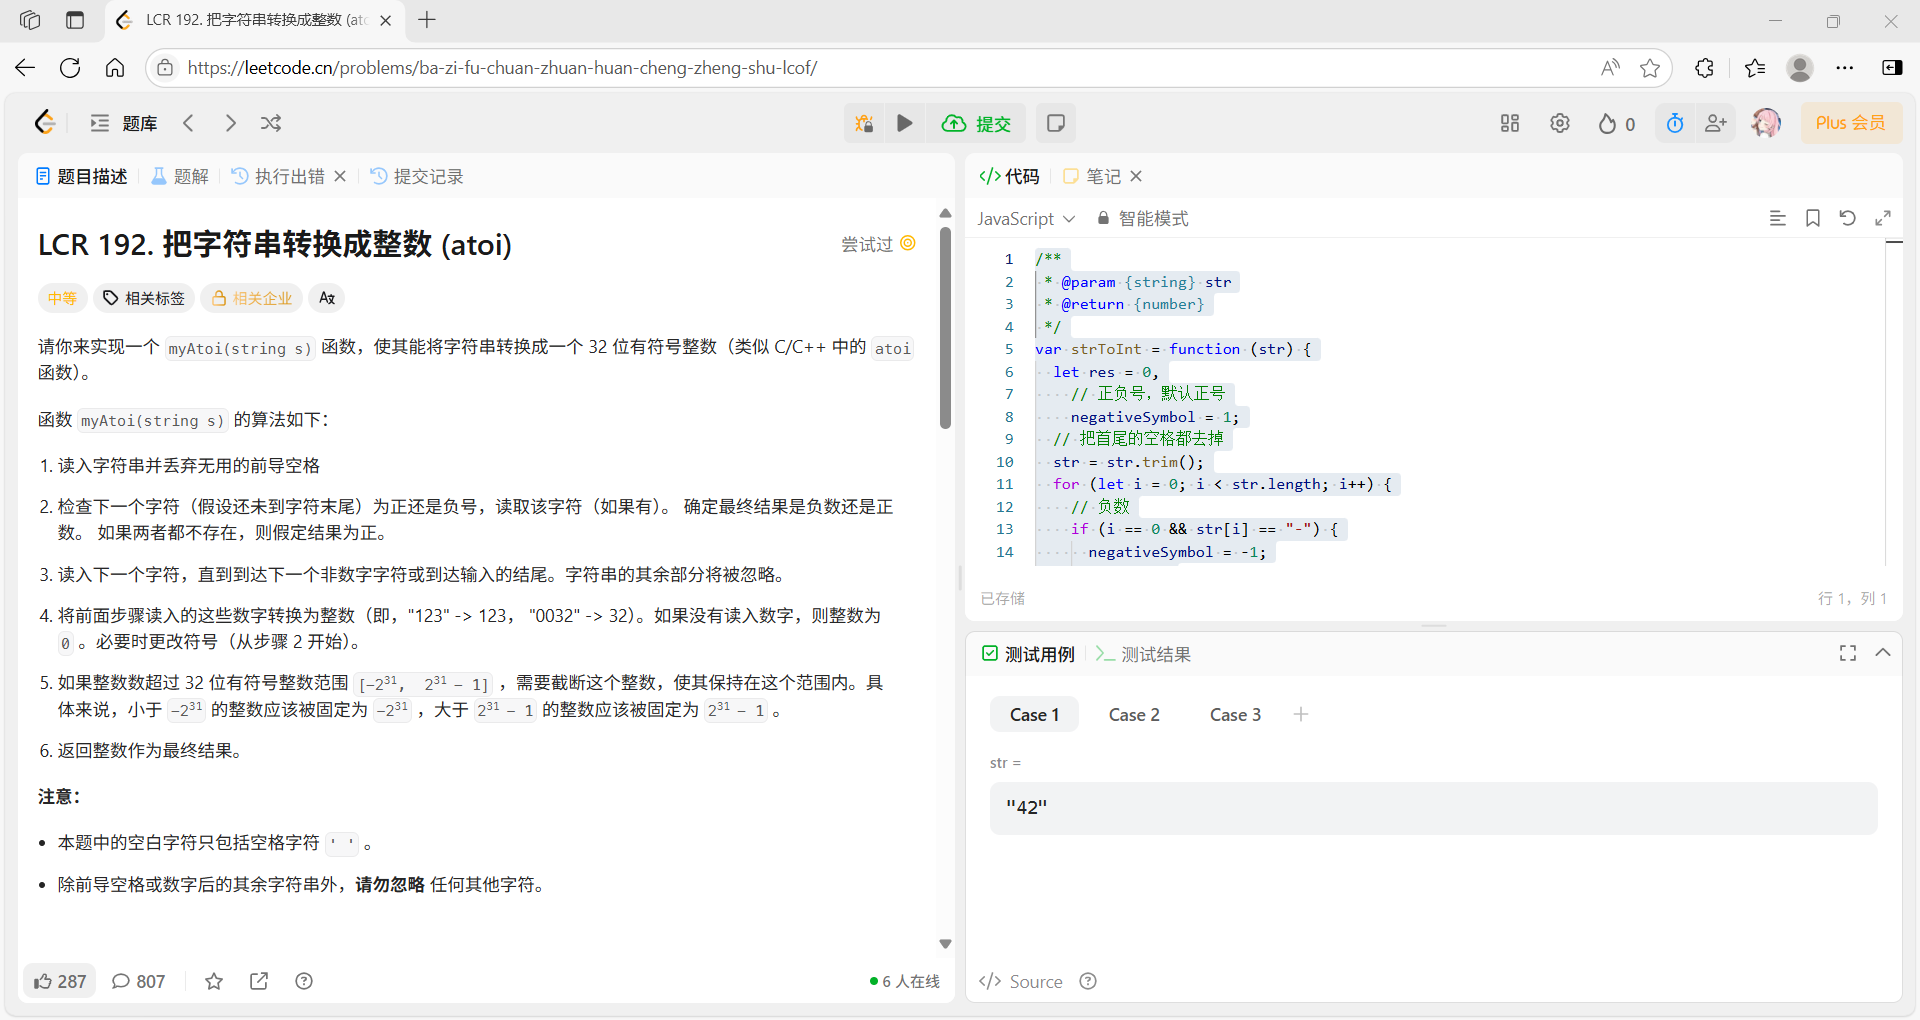 LCR 192. 把字符串转换成整数 (ato
https://leetcode.cn/problems/ba-zi-fu-chuan-zhuan-huan-cheng-zheng-shu-lcof/
题库
提交
0
Plus 会员
题目描述
题解
执行出错
提交记录
LCR 192. 把字符串转换成整数 (atoi)
尝试过
中等
相关标签
相关企业
请你来实现一个 myAtoi(string s) 函数，使其能将字符串转换成一个 32 位有符号整数（类似 C/C++ 中的 atoi
函数）。
函数 myAtoi(string s) 的算法如下：
1. 读入字符串并丢弃无用的前导空格
2. 检查下一个字符（假设还未到字符末尾）为正还是负号，读取该字符（如果有）。 确定最终结果是负数还是正
数。 如果两者都不存在，则假定结果为正。
3. 读入下一个字符，直到到达下一个非数字字符或到达输入的结尾。字符串的其余部分将被忽略。
4. 将前面步骤读入的这些数字转换为整数（即，"123" -> 123， "0032" -> 32）。如果没有读入数字，则整数为
0 。必要时更改符号（从步骤 2 开始）。
5. 如果整数数超过 32 位有符号整数范围 [−2³¹, 2³¹ − 1] ，需要截断这个整数，使其保持在这个范围内。具
体来说，小于 −2³¹ 的整数应该被固定为 −2³¹ ，大于 2³¹ − 1 的整数应该被固定为 2³¹ − 1 。
6. 返回整数作为最终结果。
注意：
• 本题中的空白字符只包括空格字符 ' ' 。
• 除前导空格或数字后的其余字符串外，请勿忽略 任何其他字符。
287
807
6 人在线
代码
笔记
JavaScript
智能模式
1 /**
2 * @param {string} str
3 * @return {number}
4 */
5 var strToInt = function (str) {
6 let res = 0,
7 // 正负号，默认正号
8 negativeSymbol = 1;
9 // 把首尾的空格都去掉
10 str = str.trim();
11 for (let i = 0; i < str.length; i++) {
12 // 负数
13 if (i == 0 && str[i] == "-") {
14 negativeSymbol = -1;
已存储
行 1，列 1
测试用例
测试结果
Case 1
Case 2
Case 3
str =
"42"
Source